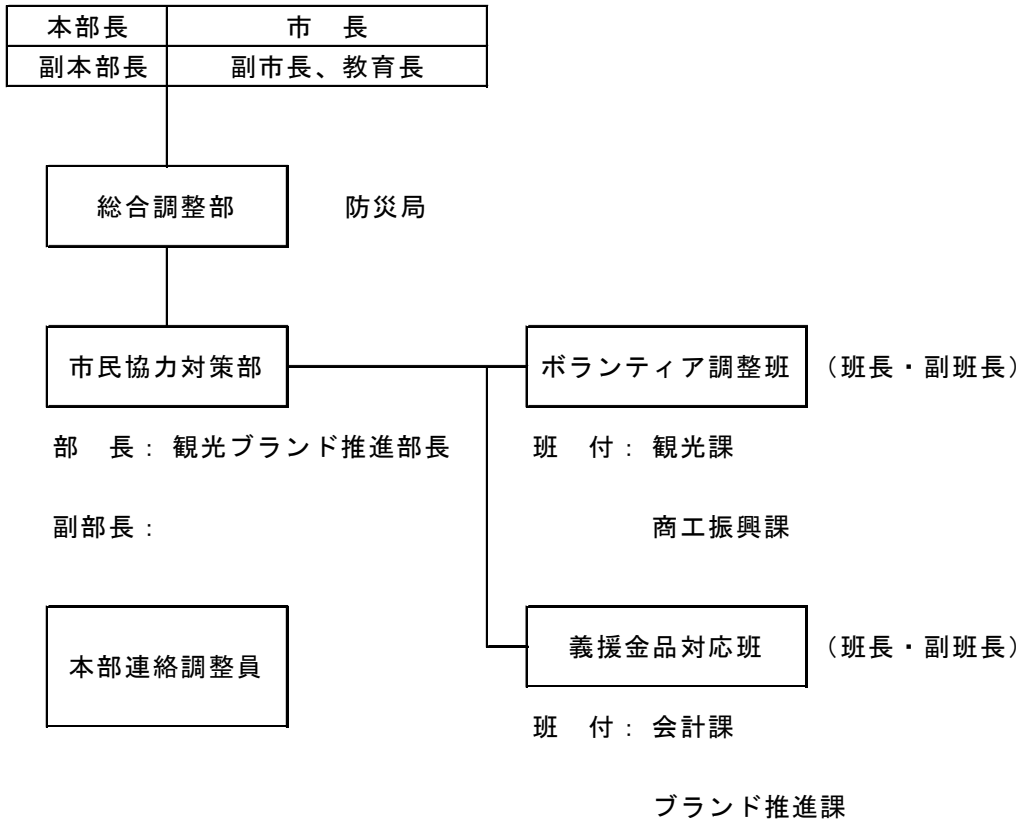 本部長 市　長
副本部長 副市長、教育長
総合調整部 防災局
市民協力対策部 ボランティア調整班 （班長・副班長）
部　長： 観光ブランド推進部長 班　付： 観光課
副部長： 商工振興課
本部連絡調整員 義援金品対応班 （班長・副班長）
班　付： 会計課
ブランド推進課